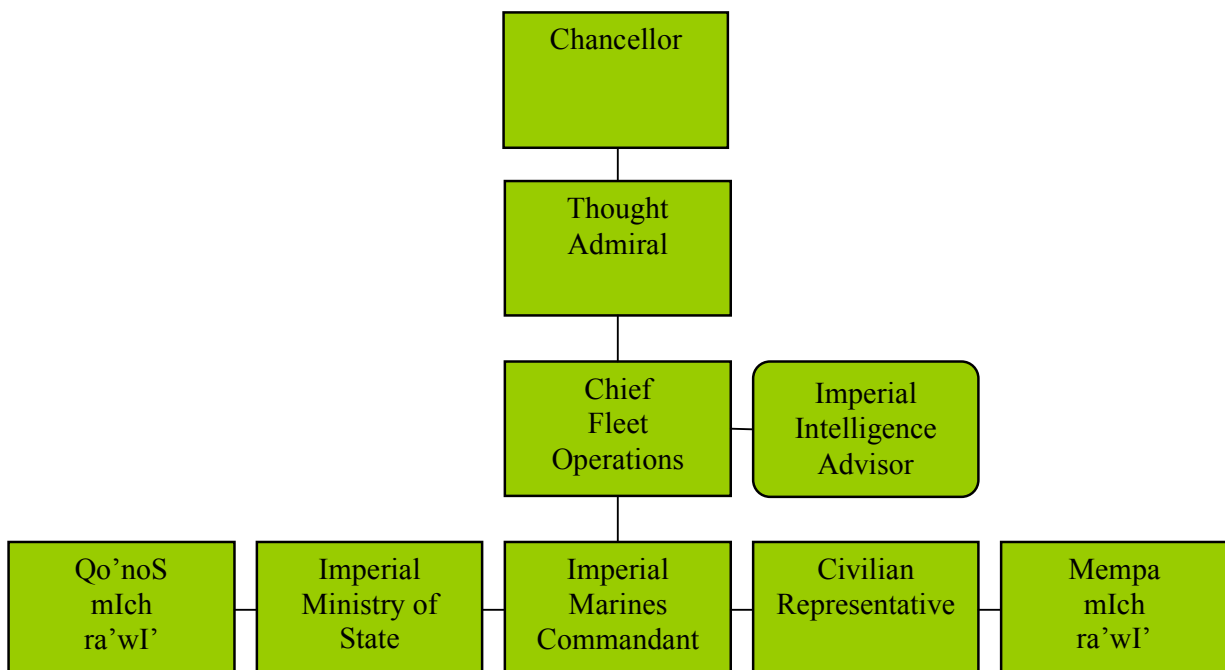 Chancellor
Thought
Admiral
Chief
Fleet
Operations
Imperial
Intelligence
Advisor
Qo’noS
mIch
ra’wI’
Imperial
Ministry of
State
Imperial
Marines
Commandant
Civilian
Representative
Mempa
mIch
ra’wI’